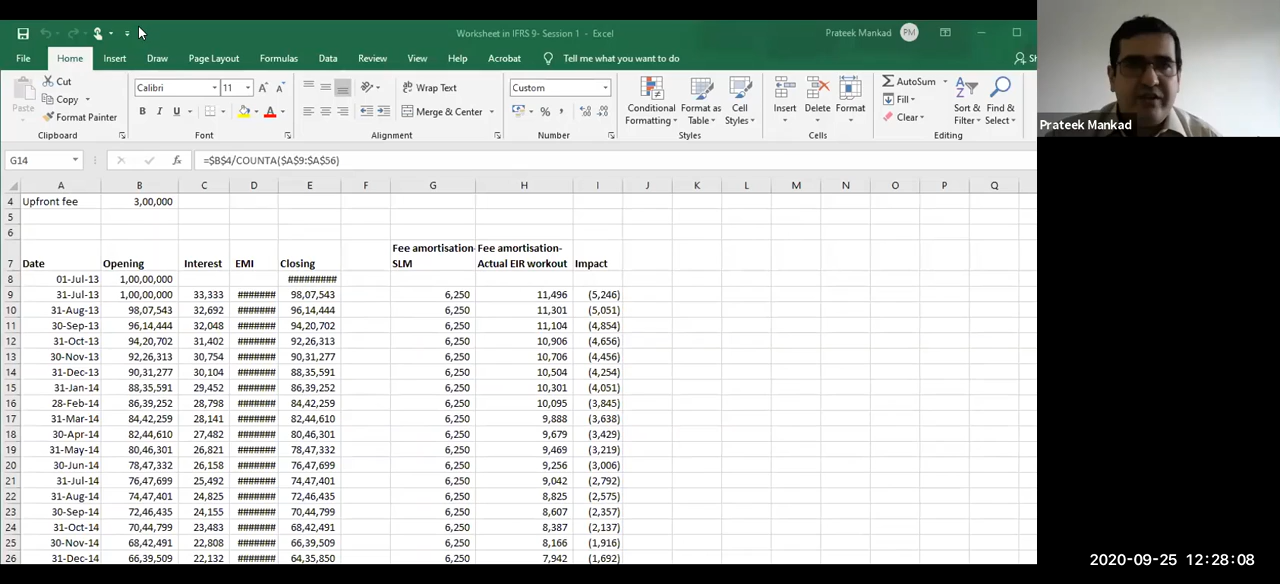 Worksheet in IFRS 9- Session 1 - Excel
Prateek Mankad PM
File Home Insert Draw Page Layout Formulas Data Review View Help Acrobat Tell me what you want to do Sh
Paste Cut Copy Format Painter
Calibri 11
B I U A A A
Wrap Text
Merge & Center
Custom
% ,
Conditional Formatting Format as Table Cell Styles
Insert Delete Format
AutoSum Fill Clear
Sort & Filter Find & Select
Clipboard Font Alignment Number Styles Cells Editing
Prateek Mankad
G14 fx =$B$4/COUNTA($A$9:$A$56)
A B C D E F G H I J K L M N O P Q
4 Upfront fee 3,00,000
5
6
7 Date Opening Interest EMI Closing Fee amortisation- SLM Fee amortisation- Actual EIR workout Impact
8 01-Jul-13 1,00,00,000 #########
9 31-Jul-13 1,00,00,000 33,333 ####### 98,07,543 6,250 11,496 (5,246)
10 31-Aug-13 98,07,543 32,692 ####### 96,14,444 6,250 11,301 (5,051)
11 30-Sep-13 96,14,444 32,048 ####### 94,20,702 6,250 11,104 (4,854)
12 31-Oct-13 94,20,702 31,402 ####### 92,26,313 6,250 10,906 (4,656)
13 30-Nov-13 92,26,313 30,754 ####### 90,31,277 6,250 10,706 (4,456)
14 31-Dec-13 90,31,277 30,104 ####### 88,35,591 6,250 10,504 (4,254)
15 31-Jan-14 88,35,591 29,452 ####### 86,39,252 6,250 10,301 (4,051)
16 28-Feb-14 86,39,252 28,798 ####### 84,42,259 6,250 10,095 (3,845)
17 31-Mar-14 84,42,259 28,141 ####### 82,44,610 6,250 9,888 (3,638)
18 30-Apr-14 82,44,610 27,482 ####### 80,46,301 6,250 9,679 (3,429)
19 31-May-14 80,46,301 26,821 ####### 78,47,332 6,250 9,469 (3,219)
20 30-Jun-14 78,47,332 26,158 ####### 76,47,699 6,250 9,256 (3,006)
21 31-Jul-14 76,47,699 25,492 ####### 74,47,401 6,250 9,042 (2,792)
22 31-Aug-14 74,47,401 24,825 ####### 72,46,435 6,250 8,825 (2,575)
23 30-Sep-14 72,46,435 24,155 ####### 70,44,799 6,250 8,607 (2,357)
24 31-Oct-14 70,44,799 23,483 ####### 68,42,491 6,250 8,387 (2,137)
25 30-Nov-14 68,42,491 22,808 ####### 66,39,509 6,250 8,166 (1,916)
26 31-Dec-14 66,39,509 22,132 ####### 64,35,850 6,250 7,942 (1,692)
2020-09-25 12:28:08